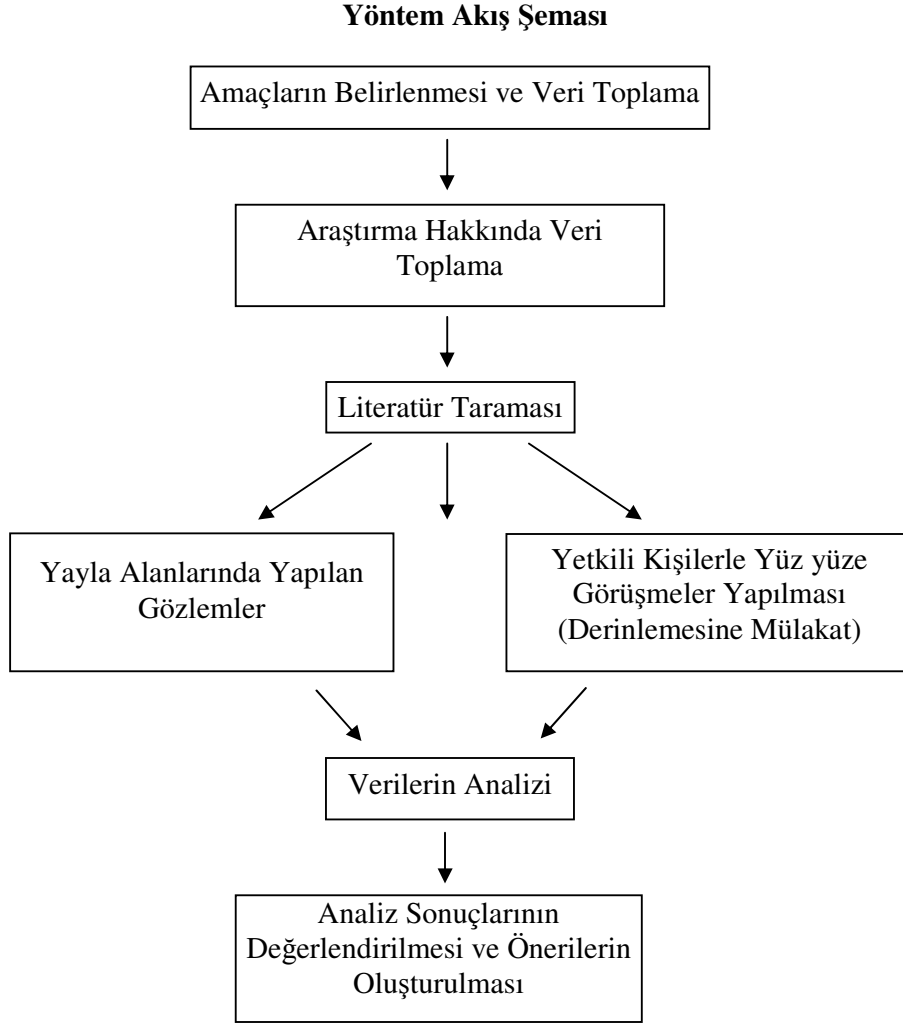 Yöntem Akış Şeması
Amaçların Belirlenmesi ve Veri Toplama
Araştırma Hakkında Veri
Toplama
Literatür Taraması
Yayla Alanlarında Yapılan
Gözlemler
Yetkili Kişilerle Yüz yüze
Görüşmeler Yapılması
(Derinlemesine Mülakat)
Verilerin Analizi
Analiz Sonuçlarının
Değerlendirilmesi ve Önerilerin
Oluşturulması